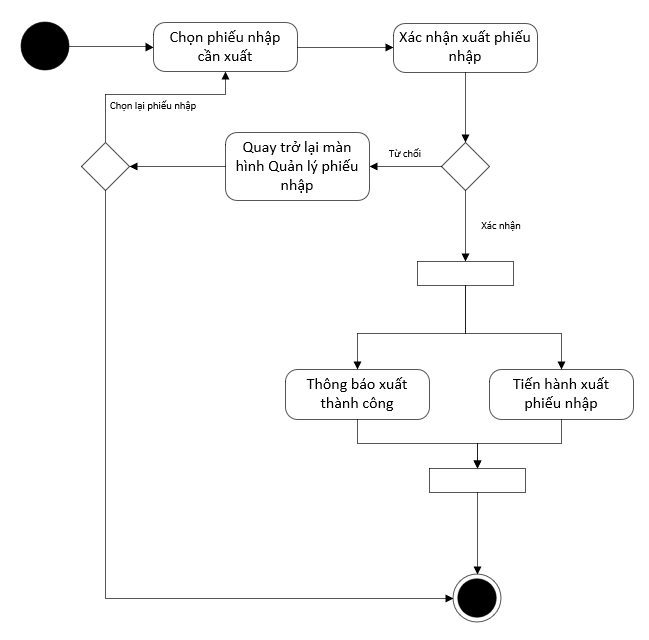 Chọn phiếu nhập
cần xuất
Xác nhận xuất phiếu
nhập
Chọn lại phiếu nhập
Quay trở lại màn
hình Quản lý phiếu
nhập
Từ chối
Xác nhận
Thông báo xuất
thành công
Tiến hành xuất
phiếu nhập